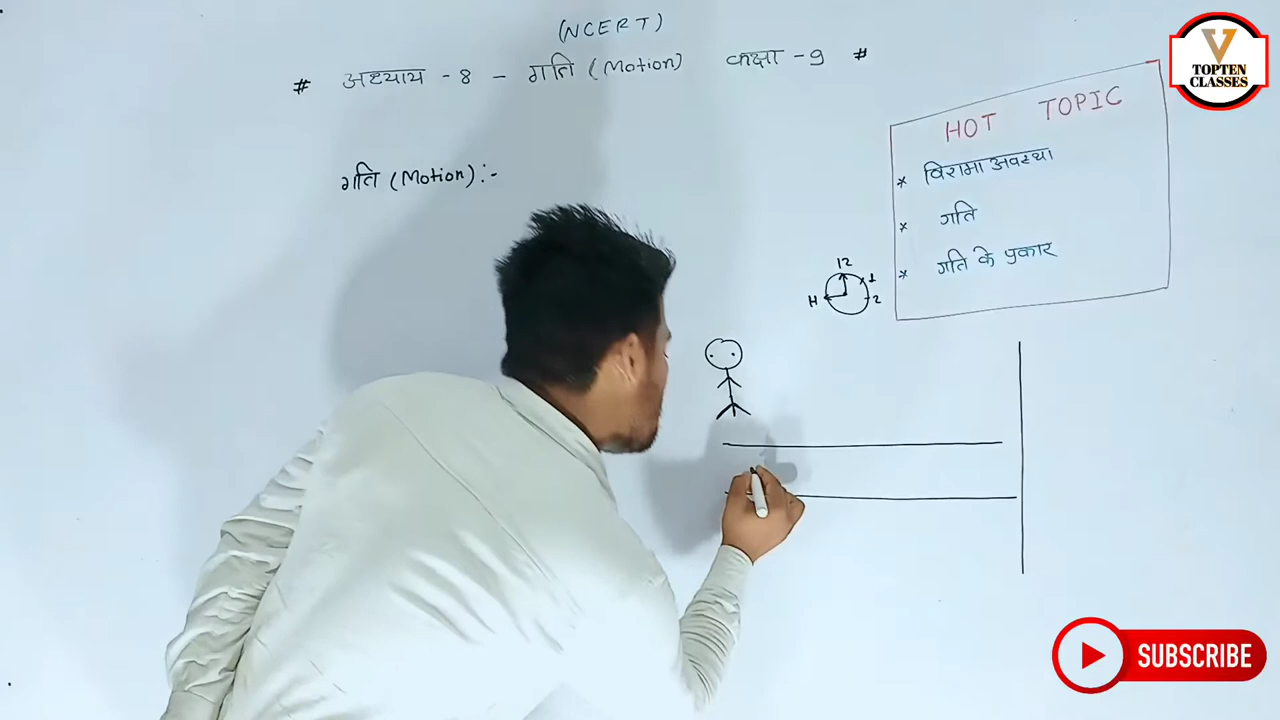 (NCERT)
# अध्याय - 8 - गति (Motion) कक्षा - 9 #
V
TOPTEN
CLASSES
HOT TOPIC
* विरामा अवस्था
* गति
* गति के प्रकार
गति (Motion) :-
12
1
2
H
SUBSCRIBE